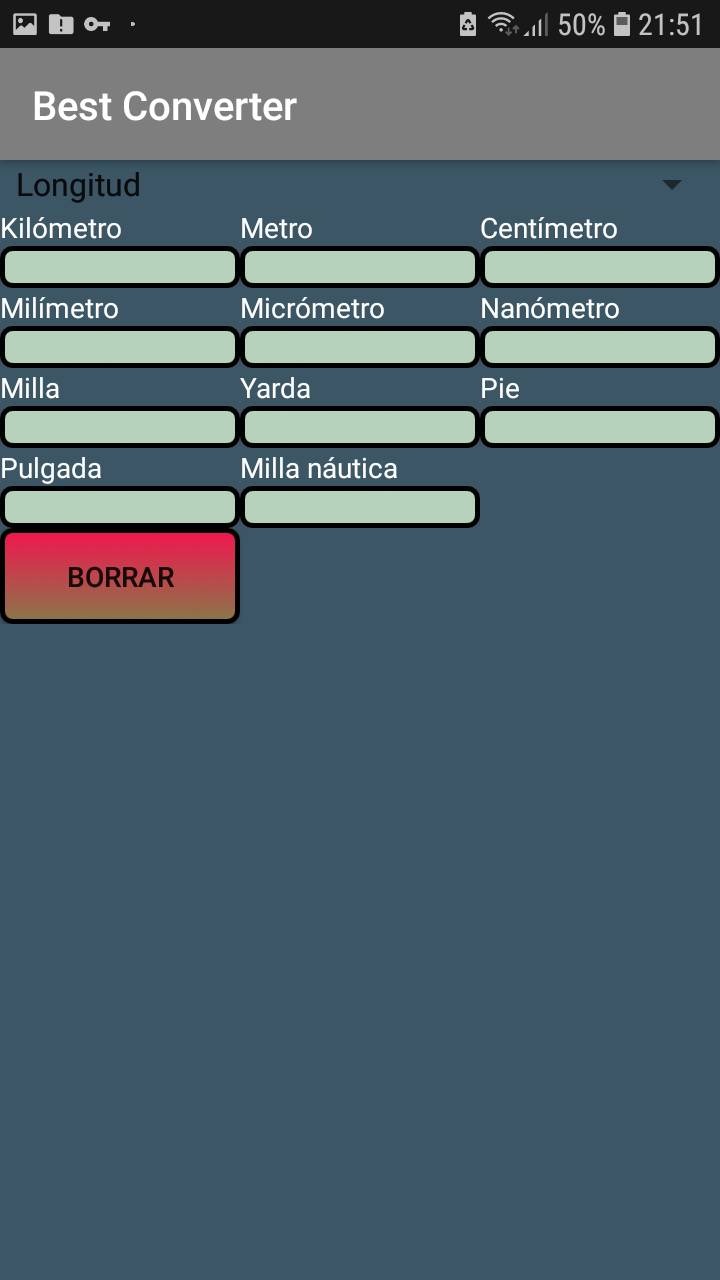 50% 21:51
Best Converter
Longitud
Kilómetro Metro Centímetro
Milímetro Micrómetro Nanómetro
Milla Yarda Pie
Pulgada Milla náutica
BORRAR